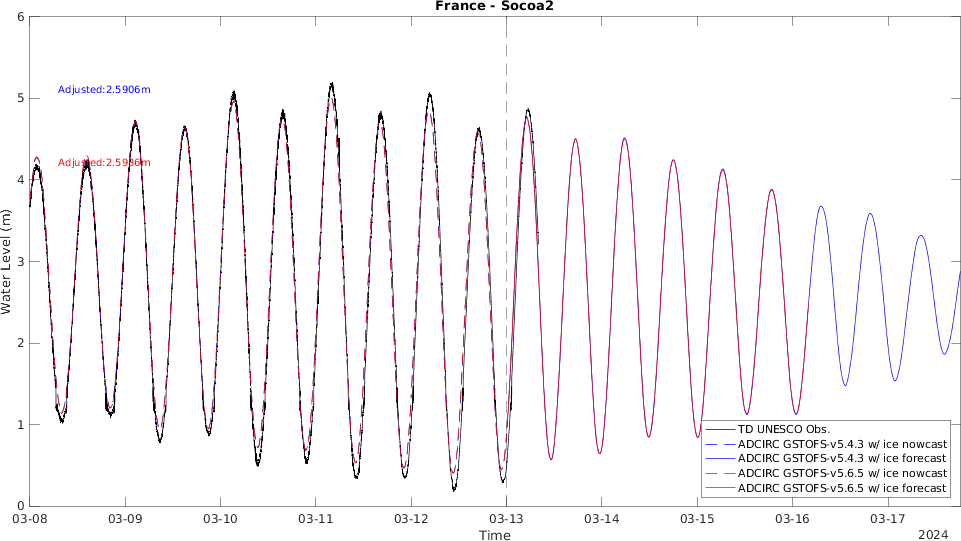 France - Socoa2
6
5
4
3
2
1
0
Water Level (m)
Adjusted:2.5906m
Adjusted:2.5986m
TD UNESCO Obs.
ADCIRC GSTOFS-v5.4.3 w/ ice nowcast
ADCIRC GSTOFS-v5.4.3 w/ ice forecast
ADCIRC GSTOFS-v5.6.5 w/ ice nowcast
ADCIRC GSTOFS-v5.6.5 w/ ice forecast
03-08 03-09 03-10 03-11 03-12 03-13 03-14 03-15 03-16 03-17
Time
2024